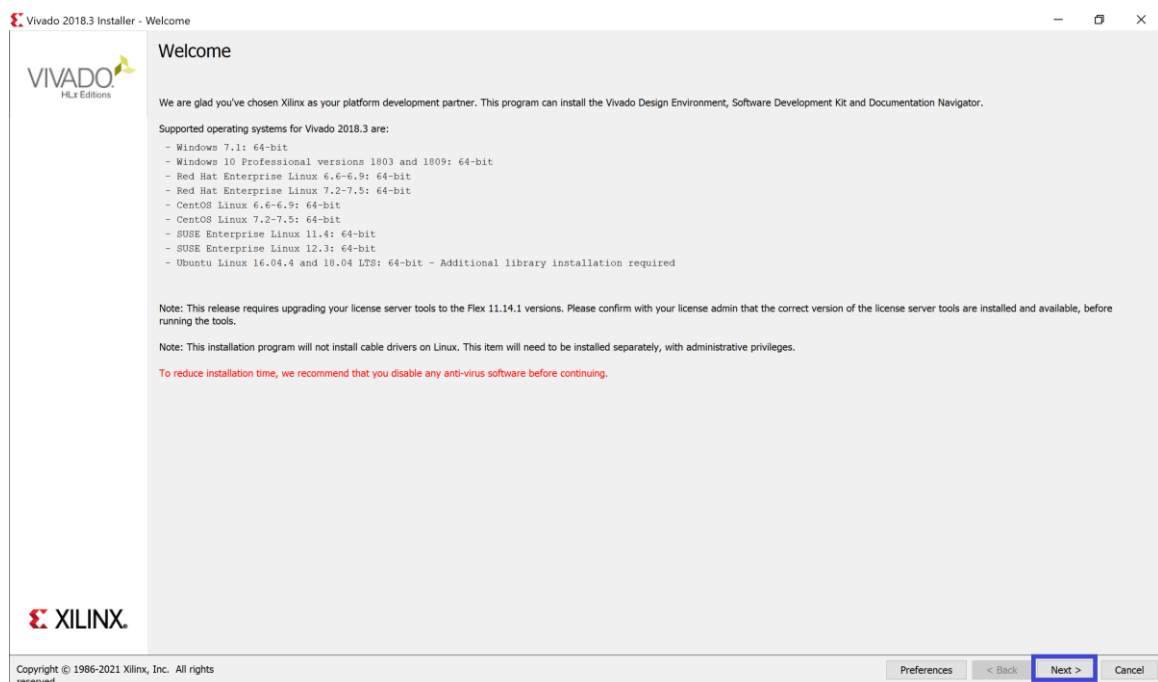 Vivado 2018.3 Installer - Welcome
VIVADO.
HLx Editions
Welcome
We are glad you've chosen Xilinx as your platform development partner. This program can install the Vivado Design Environment, Software Development Kit and Documentation Navigator.
Supported operating systems for Vivado 2018.3 are:
- Windows 7.1: 64-bit
- Windows 10 Professional versions 1803 and 1809: 64-bit
- Red Hat Enterprise Linux 6.6-6.9: 64-bit
- Red Hat Enterprise Linux 7.2-7.5: 64-bit
- CentOS Linux 6.6-6.9: 64-bit
- CentOS Linux 7.2-7.5: 64-bit
- SUSE Enterprise Linux 11.4: 64-bit
- SUSE Enterprise Linux 12.3: 64-bit
- Ubuntu Linux 16.04.4 and 18.04 LTS: 64-bit - Additional library installation required
Note: This release requires upgrading your license server tools to the Flex 11.14.1 versions. Please confirm with your license admin that the correct version of the license server tools are installed and available, before
running the tools.
Note: This installation program will not install cable drivers on Linux. This item will need to be installed separately, with administrative privileges.
To reduce installation time, we recommend that you disable any anti-virus software before continuing.
XILINX.
Copyright © 1986-2021 Xilinx, Inc. All rights
reserved
Preferences < Back Next > Cancel